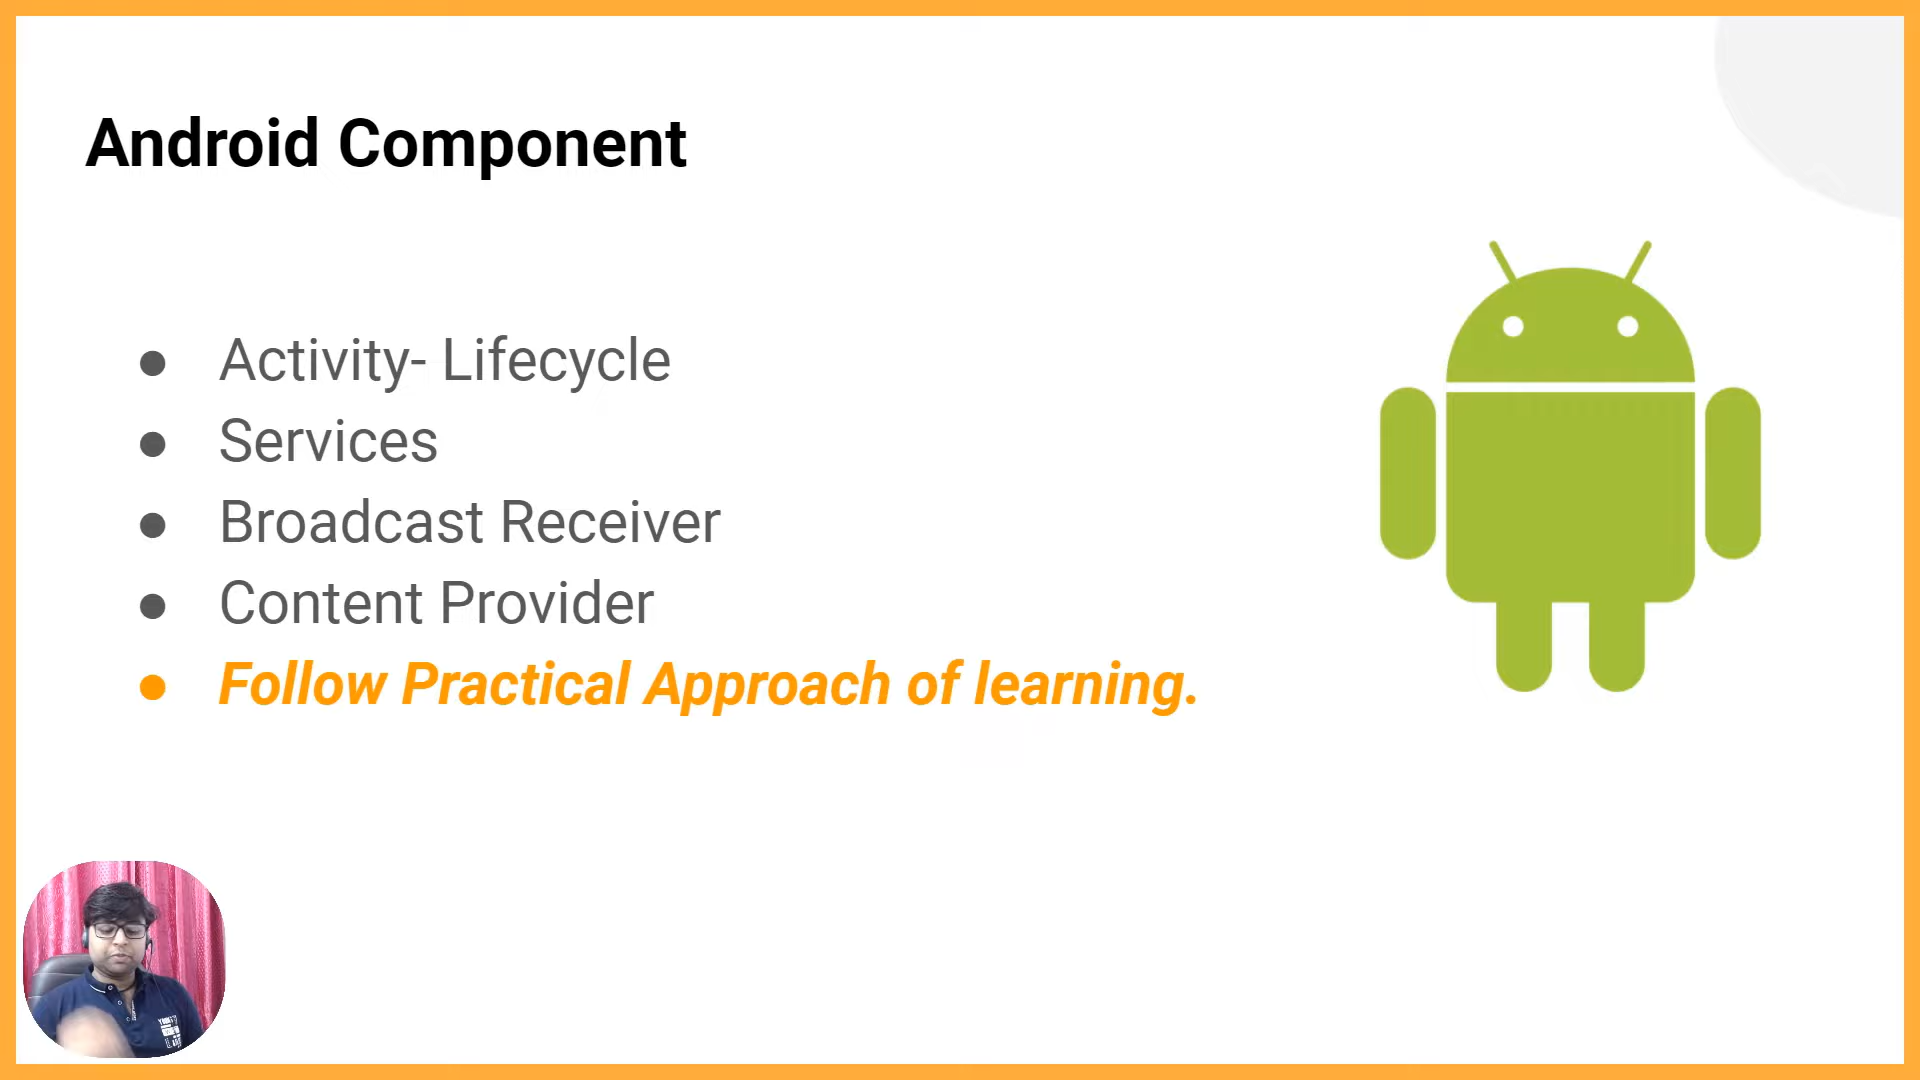 Android Component
● Activity- Lifecycle
● Services
● Broadcast Receiver
● Content Provider
● Follow Practical Approach of learning.